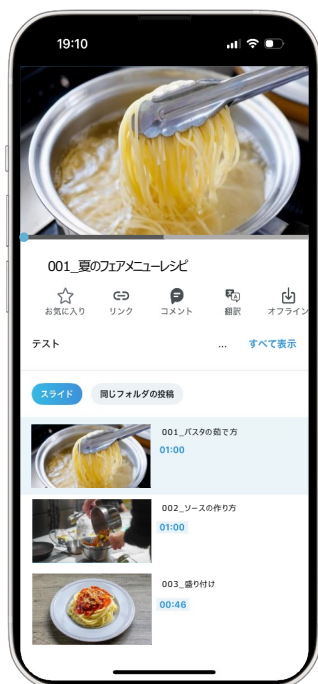 19:10
001_夏のフェアメニューレシピ
お気に入り
リンク
コメント
翻訳
オフライン
テスト
...
すべて表示
スライド
同じフォルダの投稿
001_パスタの茹で方
01:00
002_ソースの作り方
01:00
003_盛り付け
00:46